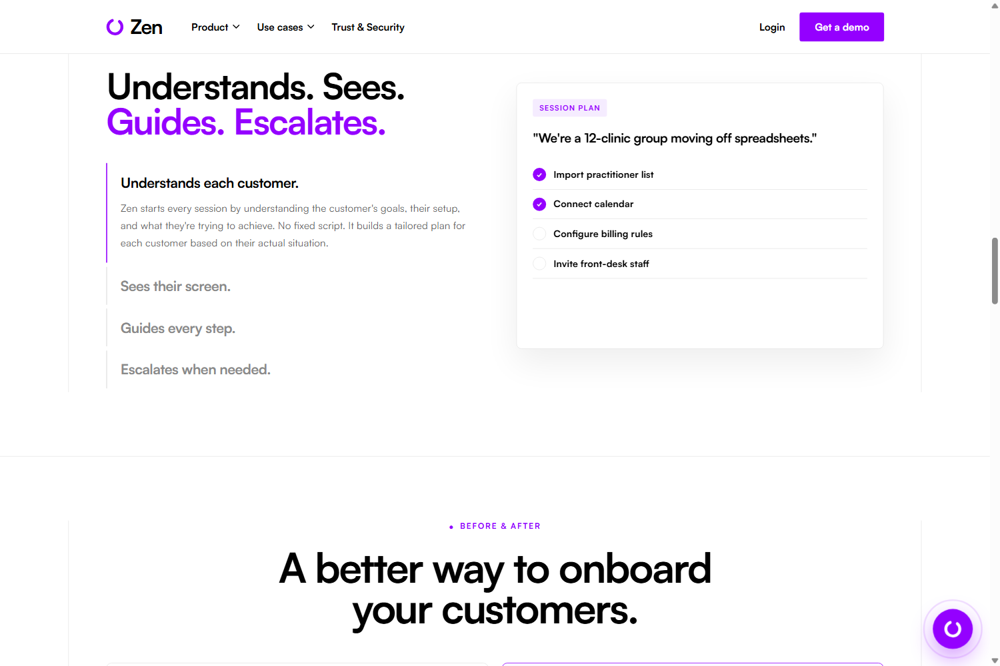 Zen
Product
Use cases
Trust & Security
Login
Get a demo
Understands. Sees.
Guides. Escalates.
Understands each customer.
Zen starts every session by understanding the customer's goals, their setup,
and what they're trying to achieve. No fixed script. It builds a tailored plan for
each customer based on their actual situation.
Sees their screen.
Guides every step.
Escalates when needed.
SESSION PLAN
"We're a 12-clinic group moving off spreadsheets."
Import practitioner list
Connect calendar
Configure billing rules
Invite front-desk staff
BEFORE & AFTER
A better way to onboard
your customers.